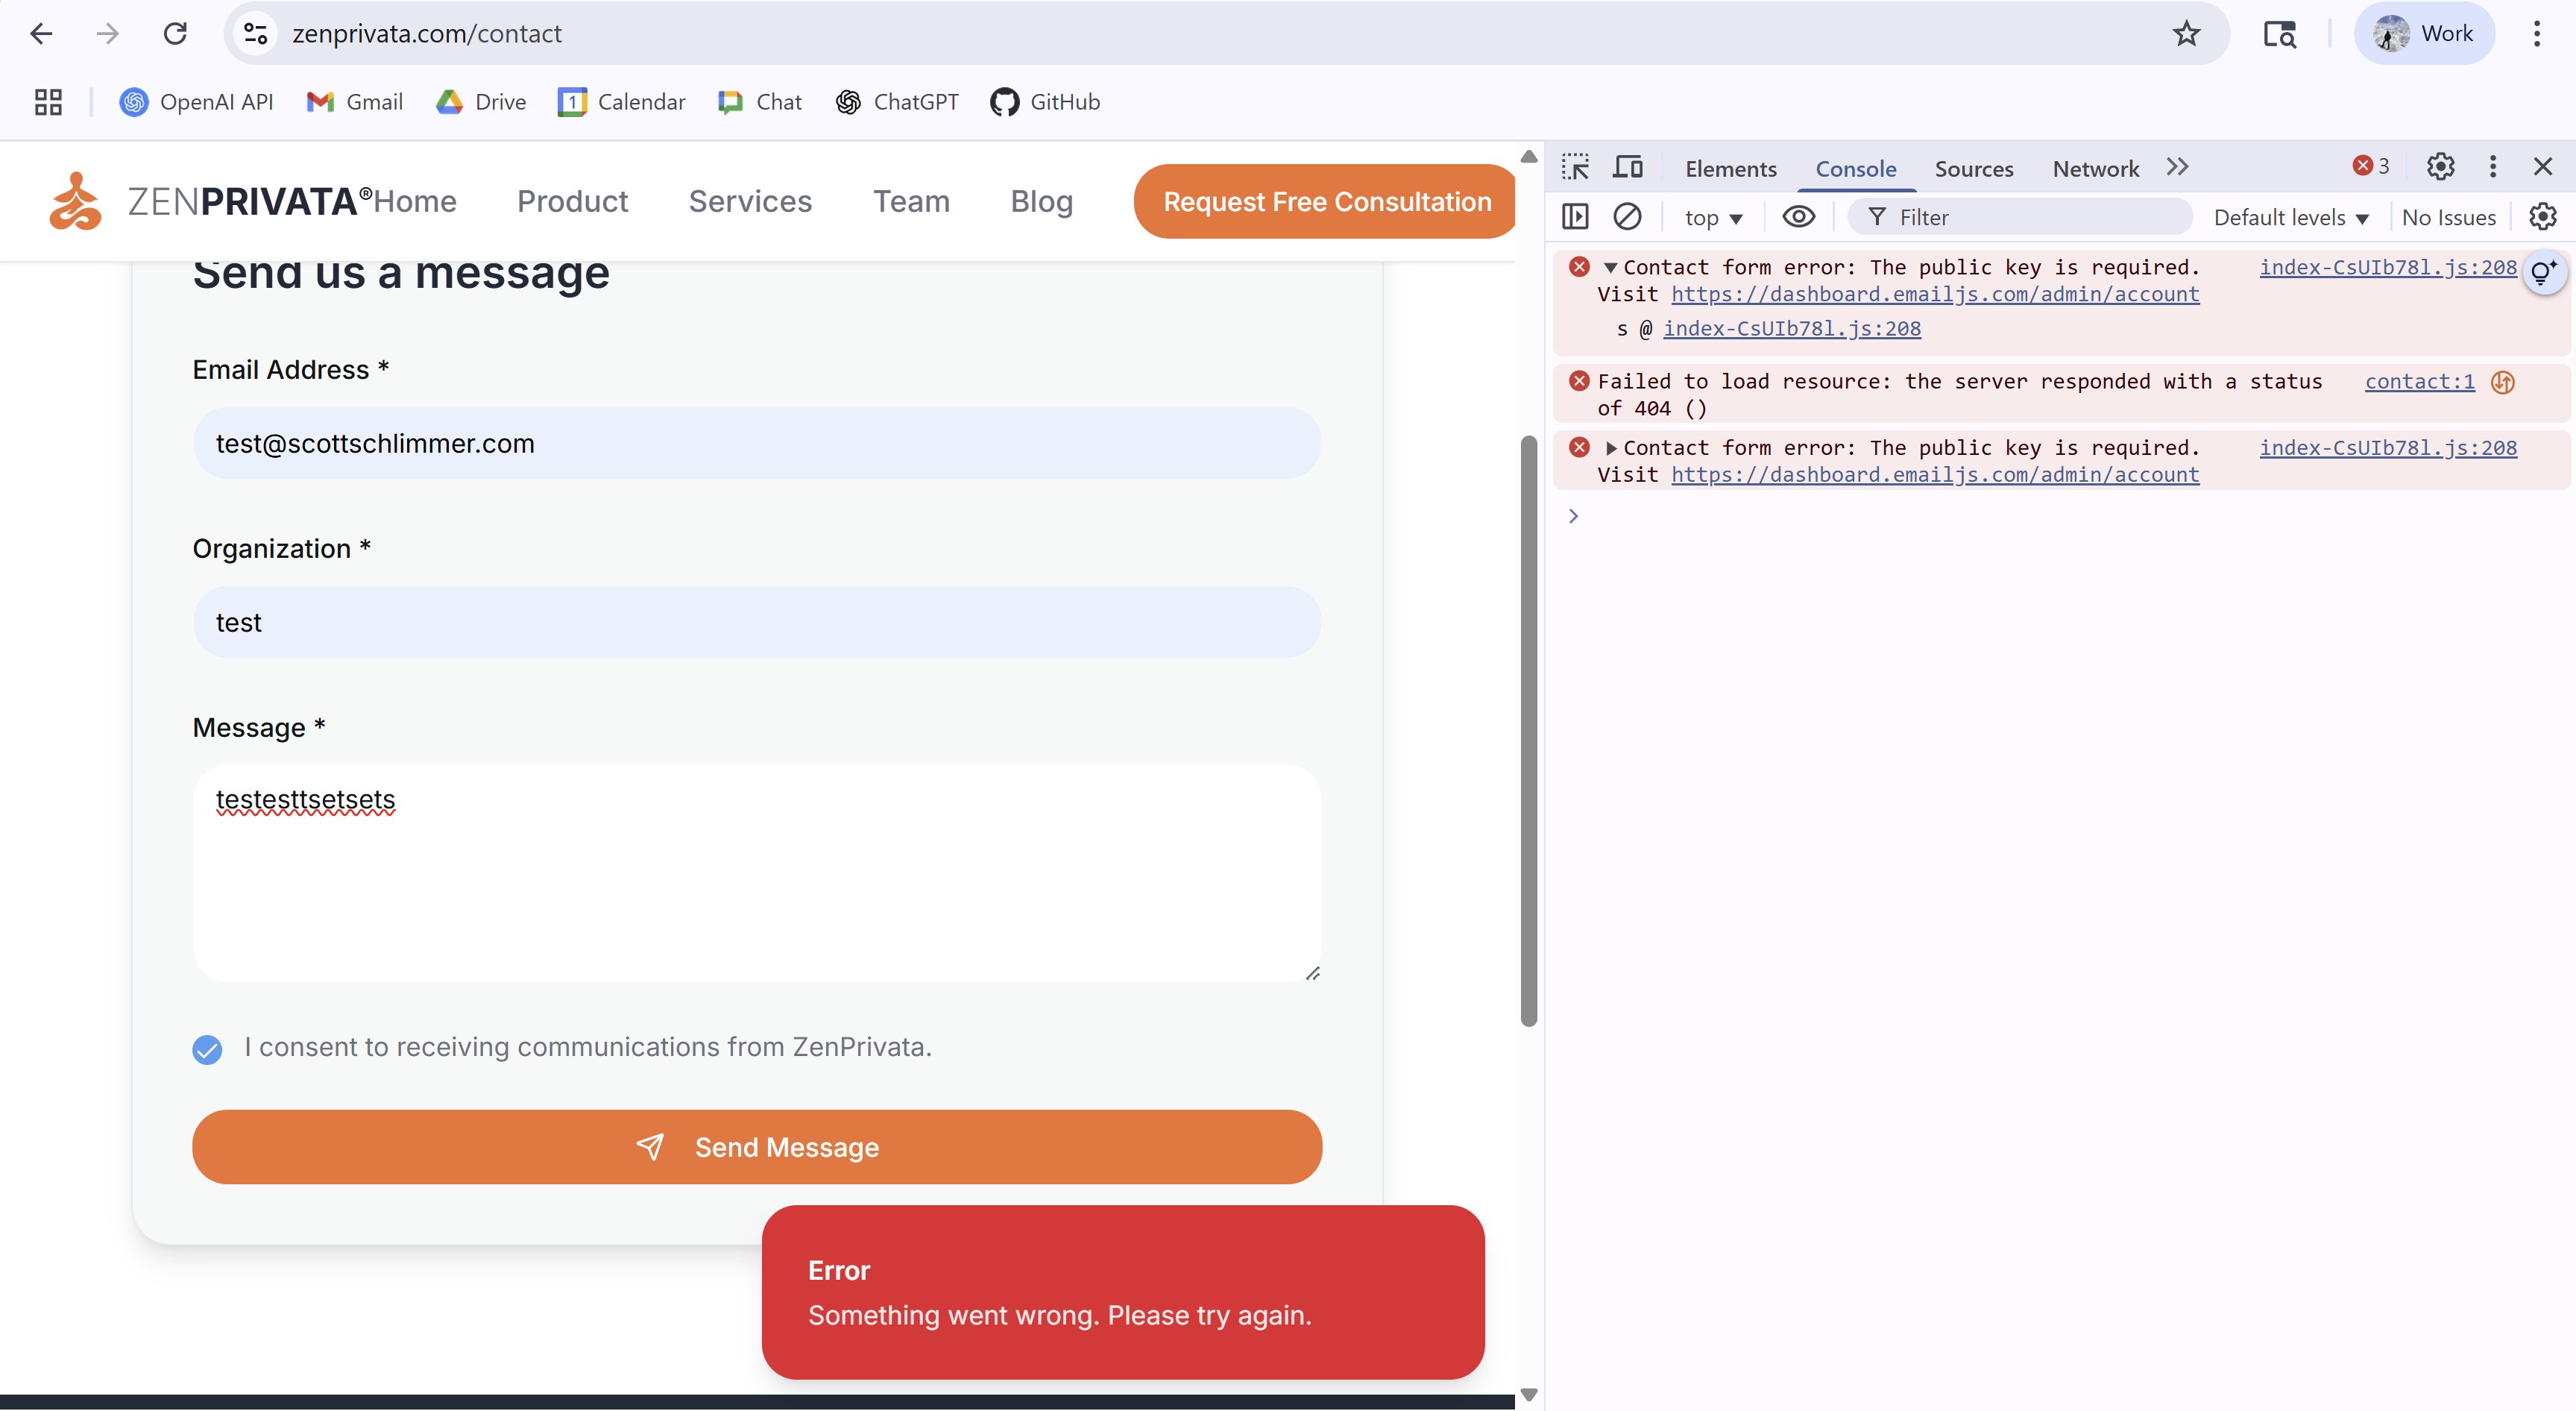 zenprivata.com/contact
Work
OpenAI API
Gmail
Drive
1
Calendar
Chat
ChatGPT
GitHub
ZENPRIVATA®
Home
Product
Services
Team
Blog
Request Free Consultation
Send us a message
Email Address *
test@scottschlimmer.com
Organization *
test
Message *
testesttsetsets
I consent to receiving communications from ZenPrivata.
Send Message
Error
Something went wrong. Please try again.
Elements
Console
Sources
Network
3
top
Filter
Default levels
No Issues
Contact form error: The public key is required. index-CsUIb78l.js:208
Visit https://dashboard.emailjs.com/admin/account
s @ index-CsUIb78l.js:208
Failed to load resource: the server responded with a status contact:1
of 404 ()
Contact form error: The public key is required. index-CsUIb78l.js:208
Visit https://dashboard.emailjs.com/admin/account